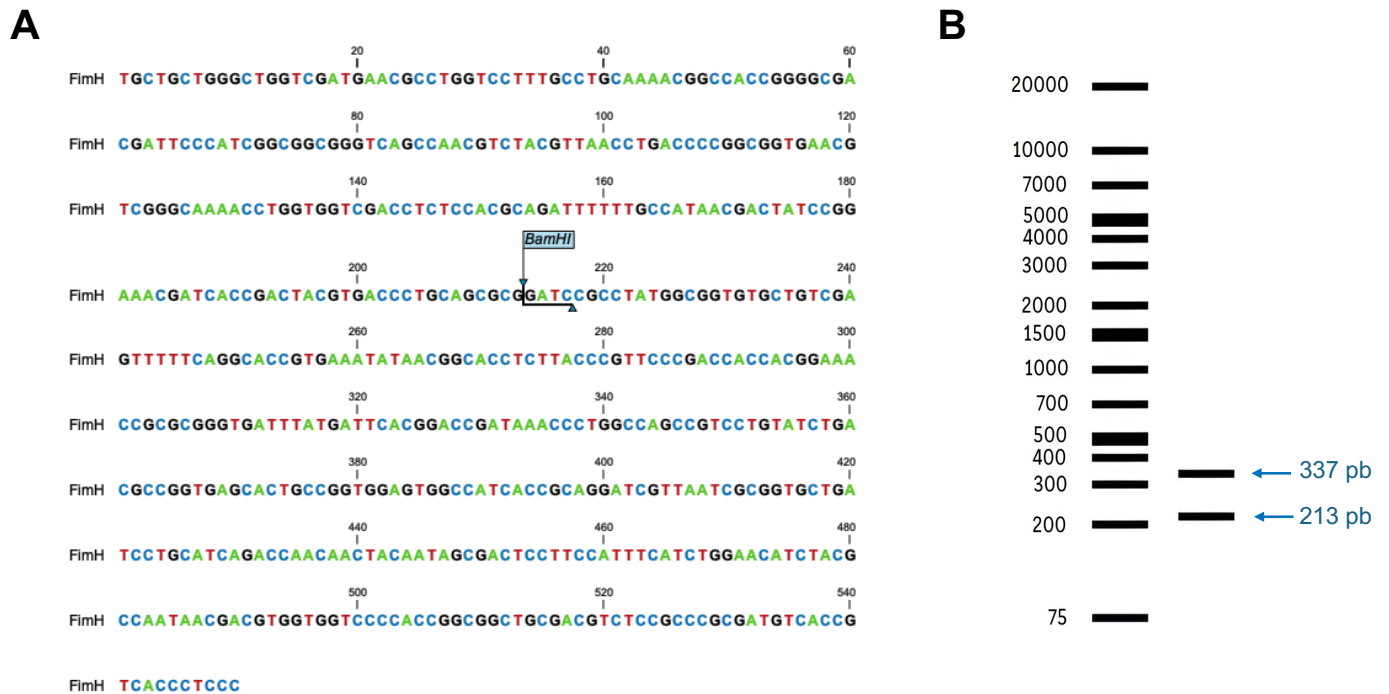 A
20 40 60
FimH TGCTGCTGGGCTGGTCGATGAACGCCTGGTCCTTTGCCTGCAAAACGGCCACCGGGGCGA
80 100 120
FimH CGATTCCCATCGGCGGCGGGTCAGCCAACGTCTACGTTAACCTGACCCCGGCGGTGAACG
140 160 180
FimH TCGGGCAAAACCTGGTGGTCGACCTCTCCACGCAGATTTTTTGCCATAACGACTATCCGG
BamHI
200 220 240
FimH AAACGATCACCGACTACGTGACCCTGCAGCGCGGATCCGCCTATGGCGGTGTGCTGTCGA
260 280 300
FimH GTTTTTCAGGCACCGTGAAATATAACGGCACCTCTTACCCGTTCCCGACCACCACGGAAA
320 340 360
FimH CCGCGCGGGTGATTTATGATTCACGGACCGATAAACCCTGGCCAGCCGTCCTGTATCTGA
380 400 420
FimH CGCCGGTGAGCACTGCCGGTGGAGTGGCCATCACCGCAGGATCGTTAATCGCGGTGCTGA
440 460 480
FimH TCCTGCATCAGACCAACAACTACAATAGCGACTCCTTCCATTTCATCTGGAACATCTACG
500 520 540
FimH CCAATAACGACGTGGTGGTCCCCACCGGCGGCTGCGACGTCTCCGCCCGCGATGTCACCG
FimH TCACCCTCCC
B
20000
10000
7000
5000
4000
3000
2000
1500
1000
700
500
400
337 pb
300
213 pb
200
75